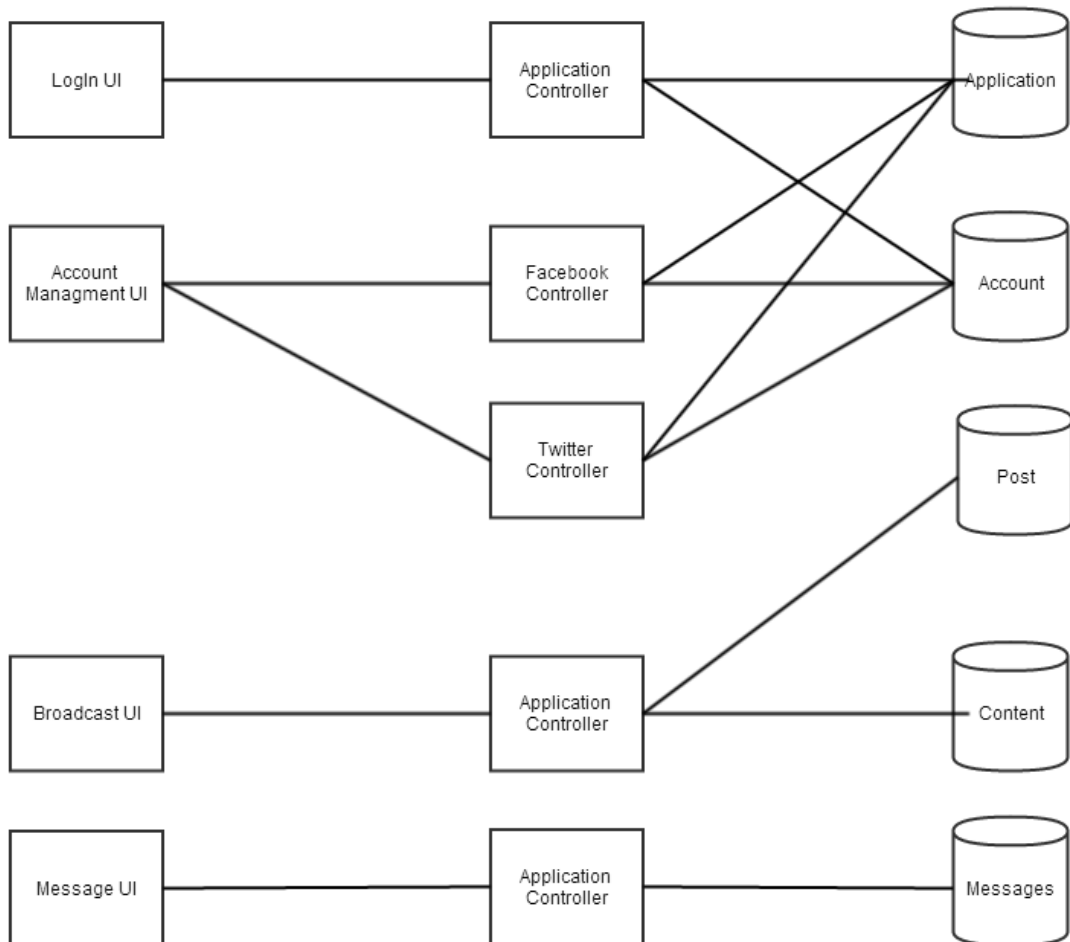 LogIn UI
Application
Controller
Application
Account
Managment UI
Facebook
Controller
Account
Twitter
Controller
Post
Broadcast UI
Application
Controller
Content
Message UI
Application
Controller
Messages